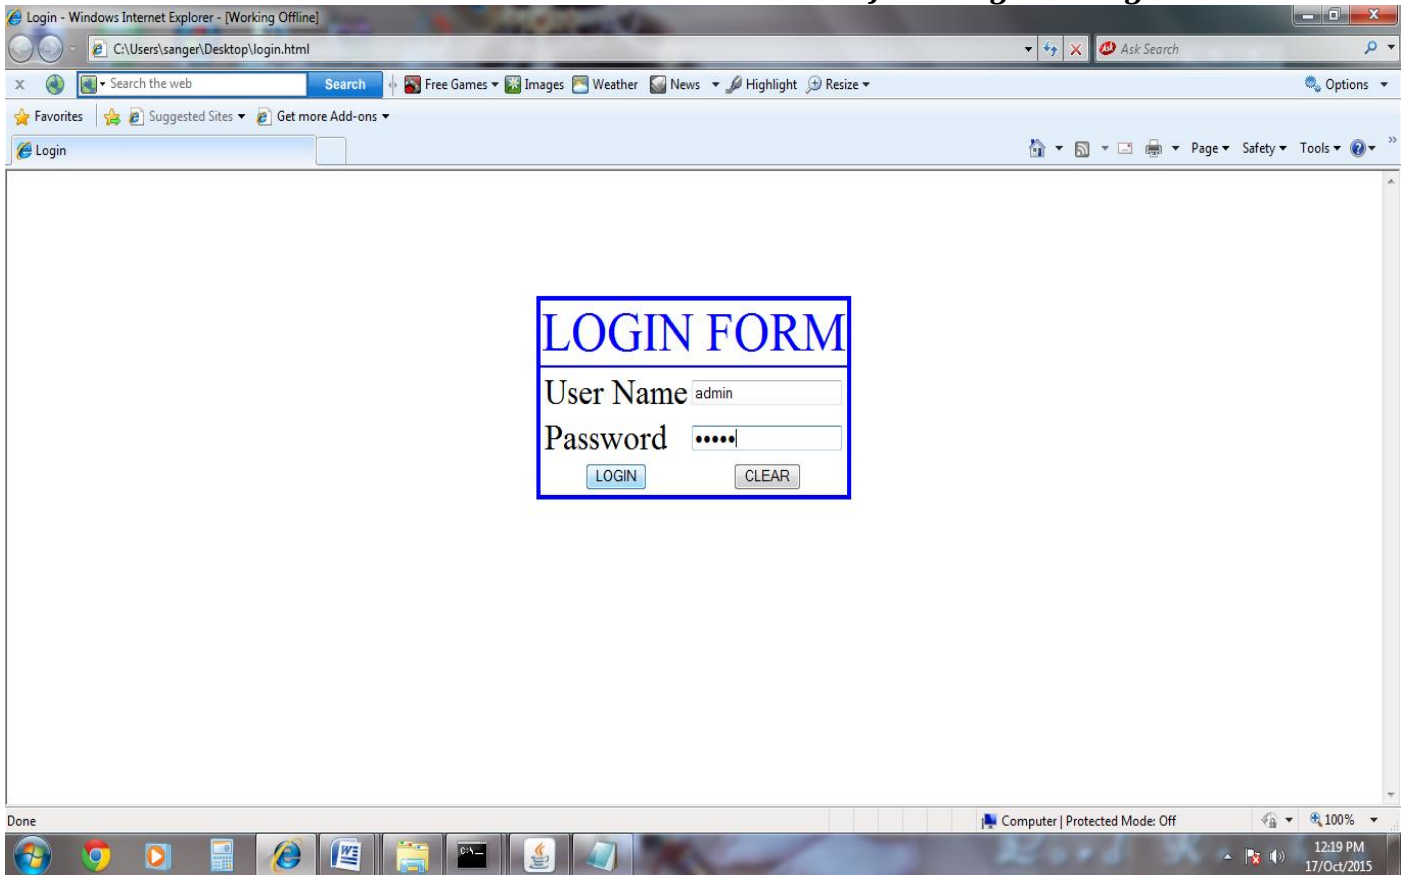 Login - Windows Internet Explorer - [Working Offline]
C:\Users\sanger\Desktop\login.html
Ask Search
x Search the web Search Free Games Images Weather News Highlight Resize Options
Favorites Suggested Sites Get more Add-ons
Login Page Safety Tools
LOGIN FORM
User Name admin
Password •••••
LOGIN CLEAR
Done Computer | Protected Mode: Off 100%
12:19 PM
17/Oct/2015